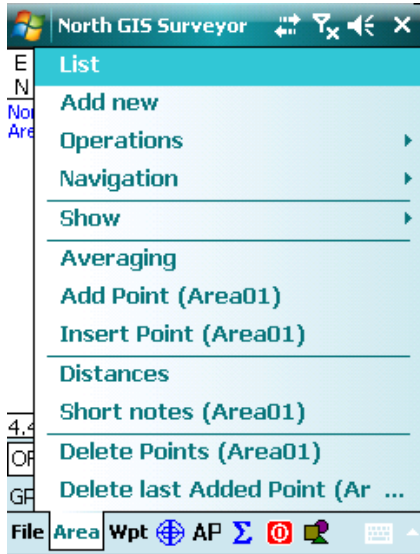 North GIS Surveyor
E
N
List
Add new
Operations
Navigation
Show
Averaging
Add Point (Area01)
Insert Point (Area01)
Distances
Short notes (Area01)
Delete Points (Area01)
Delete last Added Point (Ar ...
File Area Wpt AP Σ